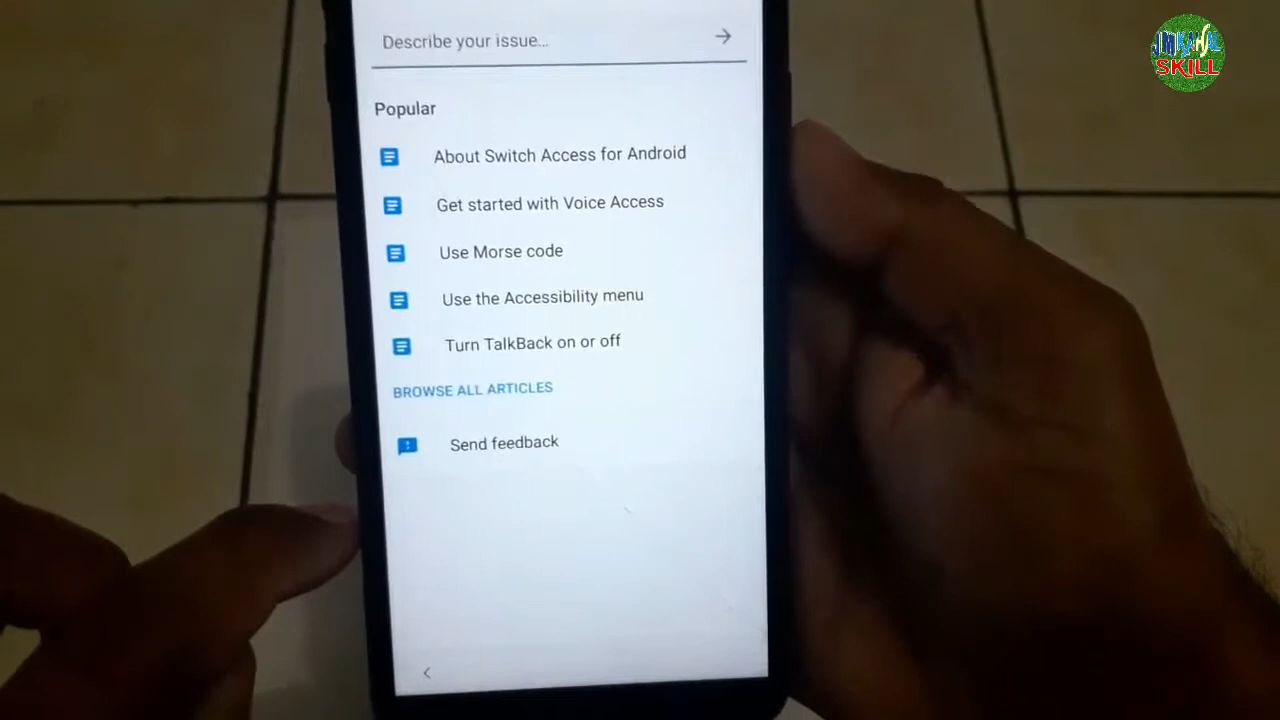 Describe your issue...
Popular
About Switch Access for Android
Get started with Voice Access
Use Morse code
Use the Accessibility menu
Turn TalkBack on or off
BROWSE ALL ARTICLES
Send feedback
SKILL